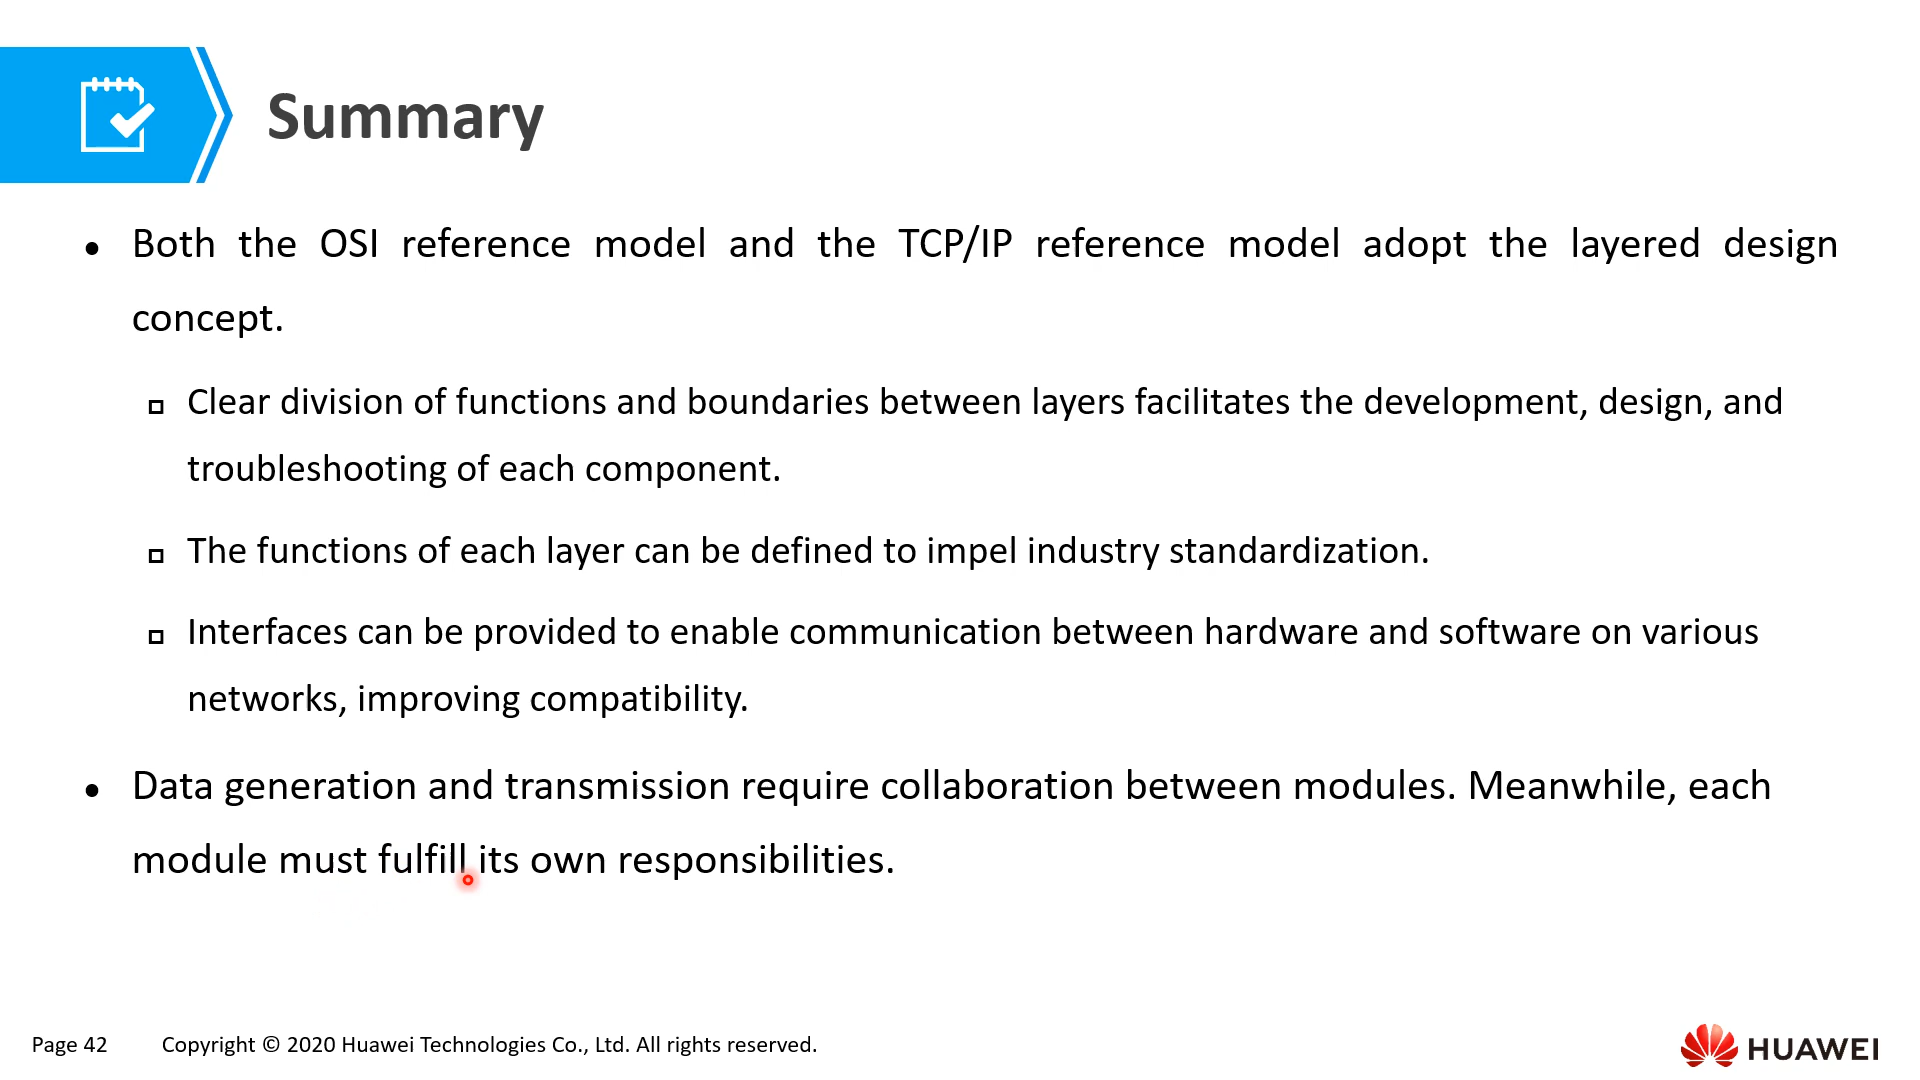 Summary
● Both the OSI reference model and the TCP/IP reference model adopt the layered design
concept.
▫ Clear division of functions and boundaries between layers facilitates the development, design, and
troubleshooting of each component.
▫ The functions of each layer can be defined to impel industry standardization.
▫ Interfaces can be provided to enable communication between hardware and software on various
networks, improving compatibility.
● Data generation and transmission require collaboration between modules. Meanwhile, each
module must fulfill its own responsibilities.
Page 42 Copyright © 2020 Huawei Technologies Co., Ltd. All rights reserved.
HUAWEI